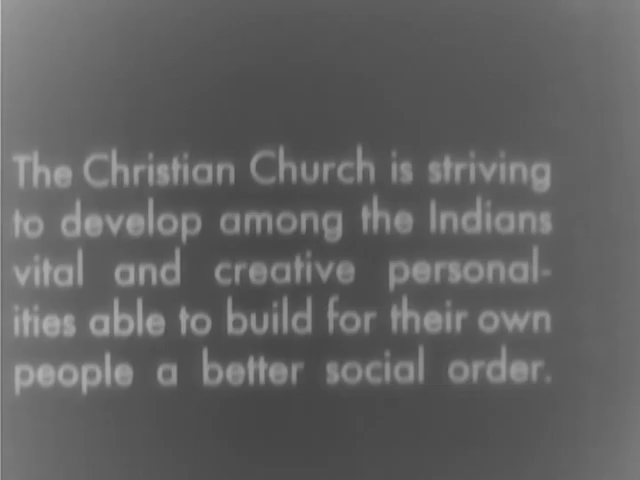 The Christian Church is striving
to develop among the Indians
vital and creative personal-
ities able to build for their own
people a better social order.